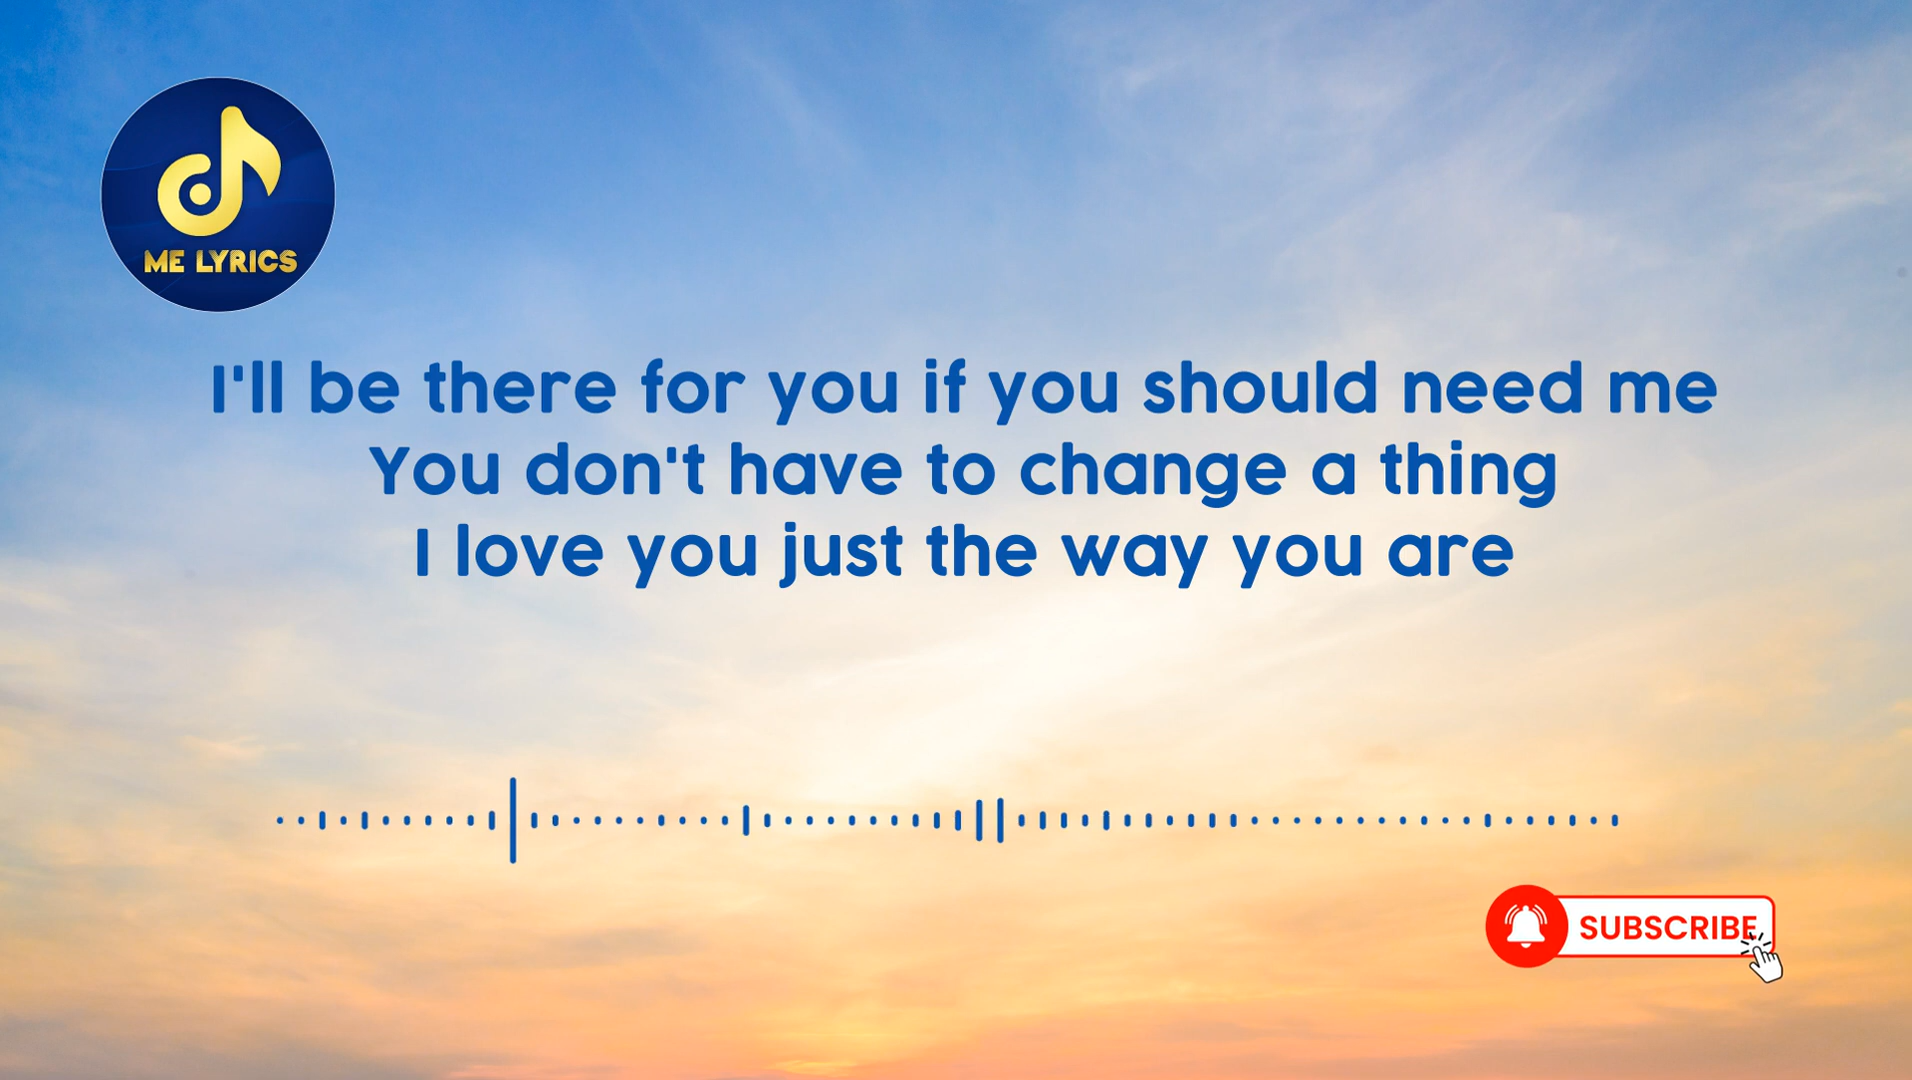 ME LYRICS
I'll be there for you if you should need me
You don't have to change a thing
I love you just the way you are
SUBSCRIBE